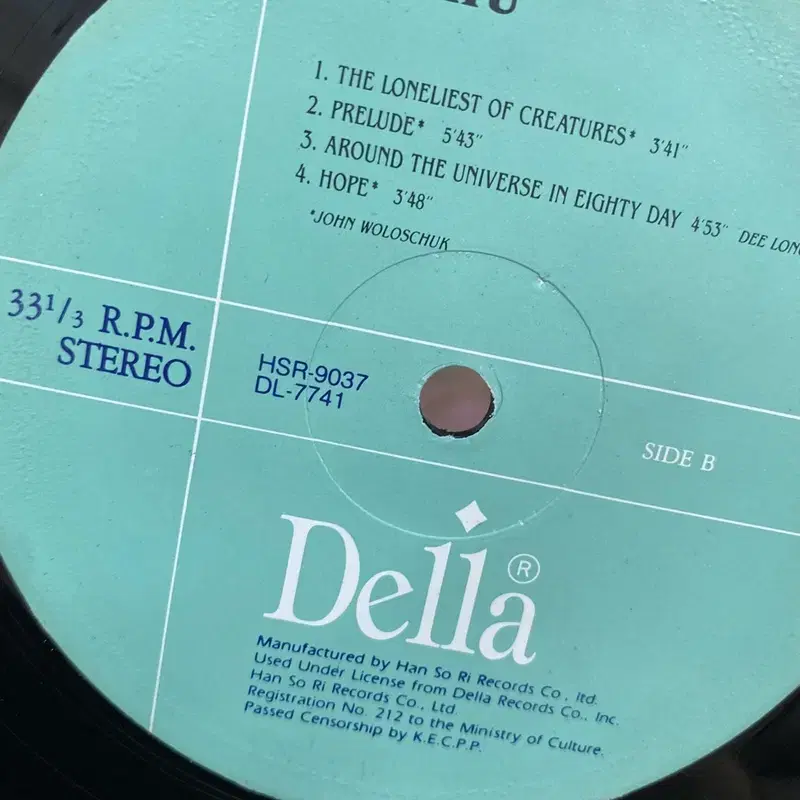 1. THE LONELIEST OF CREATURES* 3'41"
2. PRELUDE* 5'43"
3. AROUND THE UNIVERSE IN EIGHTY DAY 4'53" DEE LONG
4. HOPE* 3'48"
*JOHN WOLOSCHUK
33 1/3 R.P.M.
STEREO
HSR-9037
DL-7741
SIDE B
Della ®
Manufactured by Han So Ri Records Co., ltd.
Used Under License from Della Records Co., Inc.
Han So Ri Records Co., Ltd.
Registration No. 212 to the Ministry of Culture.
Passed Censorship by K.E.C.P.P.